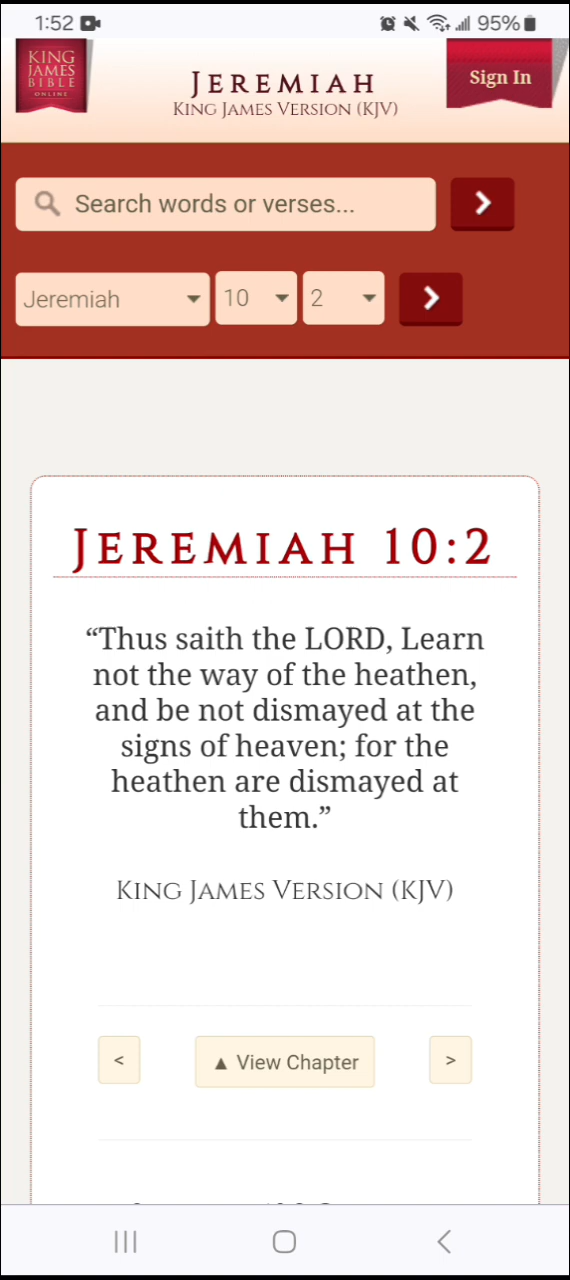 1:52 95%
KING
JAMES
BIBLE
ONLINE
JEREMIAH
KING JAMES VERSION (KJV)
Sign In
Search words or verses...
Jeremiah 10 2
JEREMIAH 10:2
“Thus saith the LORD, Learn
not the way of the heathen,
and be not dismayed at the
signs of heaven; for the
heathen are dismayed at
them.”
KING JAMES VERSION (KJV)
< ▲ View Chapter >